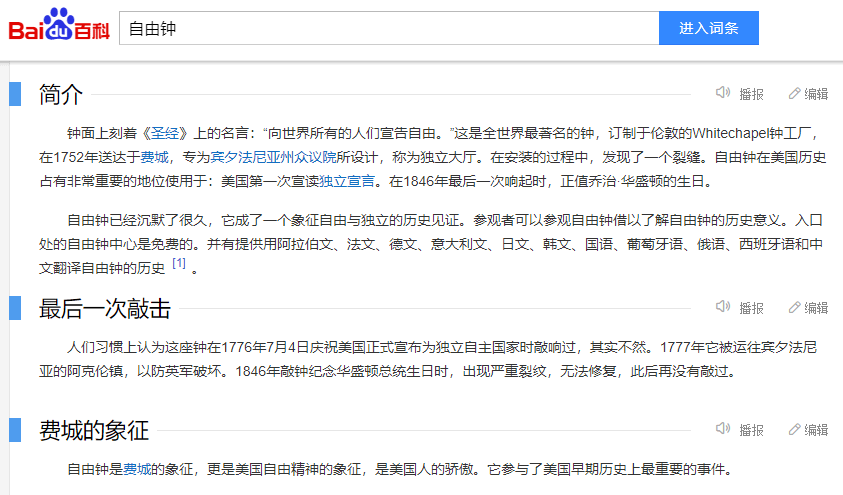 Baidu百科 自由钟 进入词条
简介 播报 编辑
钟面上刻着《圣经》上的名言：“向世界所有的人们宣告自由。”这是全世界最著名的钟，订制于伦敦的Whitechapel钟工厂，
在1752年送达于费城，专为宾夕法尼亚州众议院所设计，称为独立大厅。在安装的过程中，发现了一个裂缝。自由钟在美国历史
占有非常重要的地位使用于：美国第一次宣读独立宣言。在1846年最后一次响起时，正值乔治·华盛顿的生日。
自由钟已经沉默了很久，它成了一个象征自由与独立的历史见证。参观者可以参观自由钟借以了解自由钟的历史意义。入口
处的自由钟中心是免费的。并有提供用阿拉伯文、法文、德文、意大利文、日文、韩文、国语、葡萄牙语、俄语、西班牙语和中
文翻译自由钟的历史 [1] 。
最后一次敲击 播报 编辑
人们习惯上认为这座钟在1776年7月4日庆祝美国正式宣布为独立自主国家时敲响过，其实不然。1777年它被运往宾夕法尼
亚的阿克伦镇，以防英军破坏。1846年敲钟纪念华盛顿总统生日时，出现严重裂纹，无法修复，此后再没有敲过。
费城的象征 播报 编辑
自由钟是费城的象征，更是美国自由精神的象征，是美国人的骄傲。它参与了美国早期历史上最重要的事件。